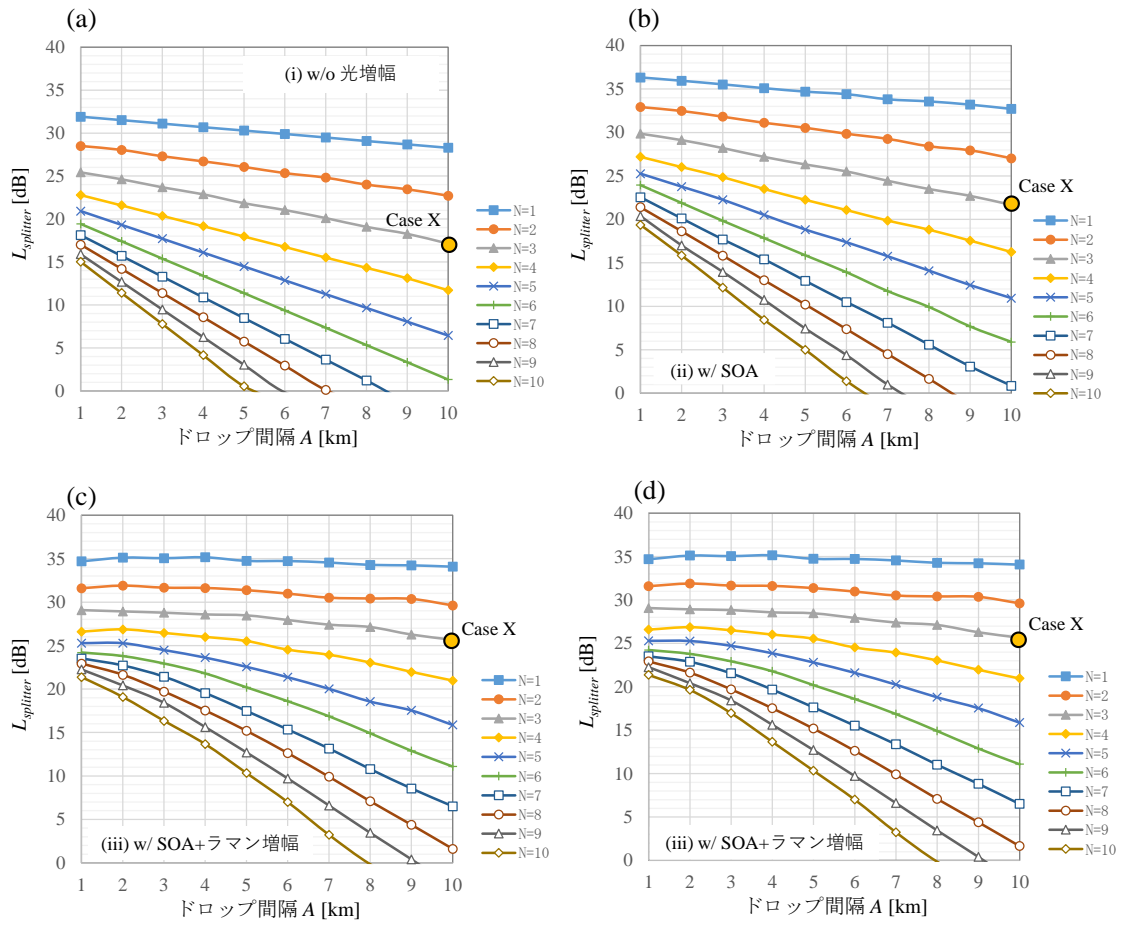 (a)
40
35
30
25
20
15
10
5
0
L_splitter [dB]
(i) w/o 光増幅
Case X
1 2 3 4 5 6 7 8 9 10
ドロップ間隔 A [km]
N=1
N=2
N=3
N=4
N=5
N=6
N=7
N=8
N=9
N=10
(b)
40
35
30
25
20
15
10
5
0
L_splitter [dB]
Case X
(ii) w/ SOA
1 2 3 4 5 6 7 8 9 10
ドロップ間隔 A [km]
N=1
N=2
N=3
N=4
N=5
N=6
N=7
N=8
N=9
N=10
(c)
40
35
30
25
20
15
10
5
0
L_splitter [dB]
Case X
(iii) w/ SOA+ラマン増幅
1 2 3 4 5 6 7 8 9 10
ドロップ間隔 A [km]
N=1
N=2
N=3
N=4
N=5
N=6
N=7
N=8
N=9
N=10
(d)
40
35
30
25
20
15
10
5
0
L_splitter [dB]
Case X
(iii) w/ SOA+ラマン増幅
1 2 3 4 5 6 7 8 9 10
ドロップ間隔 A [km]
N=1
N=2
N=3
N=4
N=5
N=6
N=7
N=8
N=9
N=10